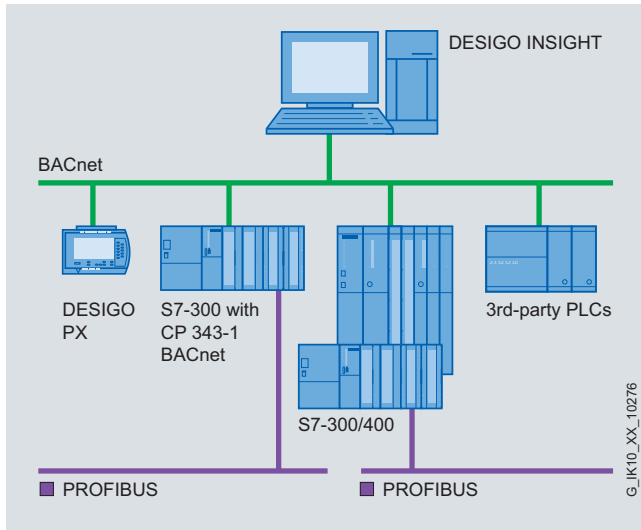 DESIGO INSIGHT
BACnet
DESIGO
PX
S7-300 with
CP 343-1
BACnet
3rd-party PLCs
S7-300/400
PROFIBUS
PROFIBUS
G_IK10_XX_10276